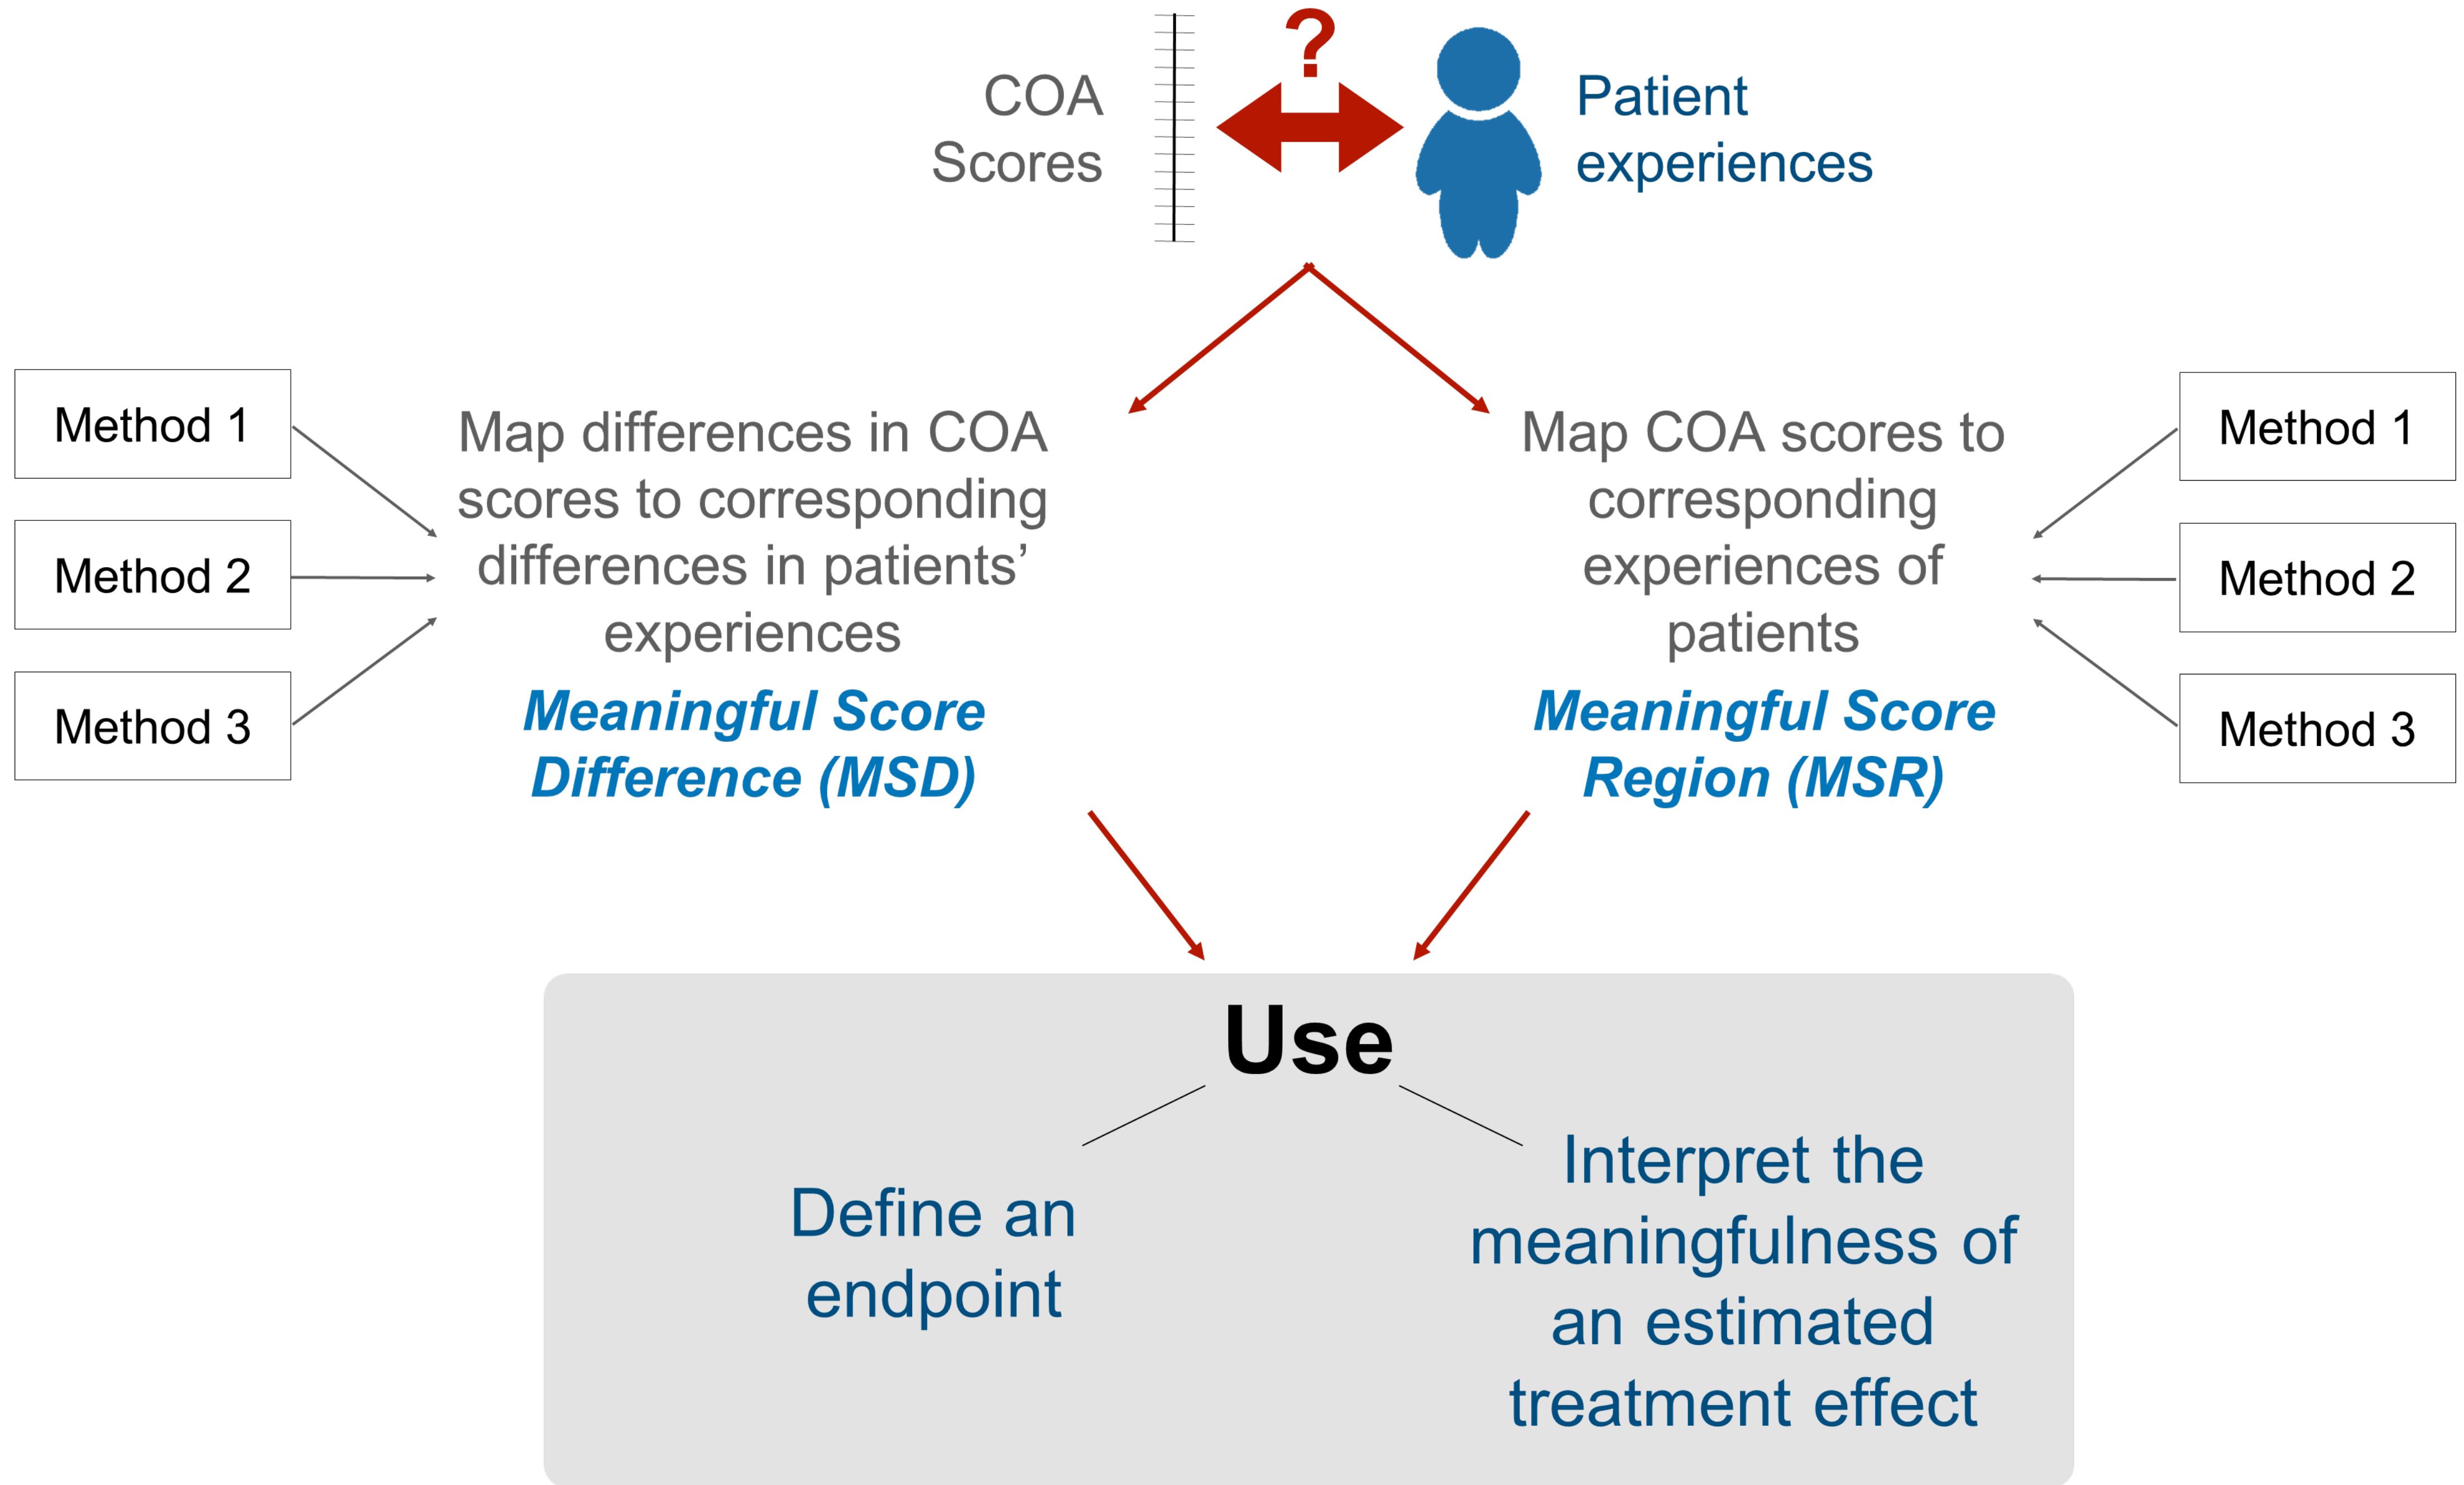 ?
COA
Scores
Patient
experiences
Method 1
Method 2
Method 3
Map differences in COA
scores to corresponding
differences in patients’
experiences
Meaningful Score
Difference (MSD)
Map COA scores to
corresponding
experiences of
patients
Meaningful Score
Region (MSR)
Method 1
Method 2
Method 3
Use
Define an
endpoint
Interpret the
meaningfulness of
an estimated
treatment effect